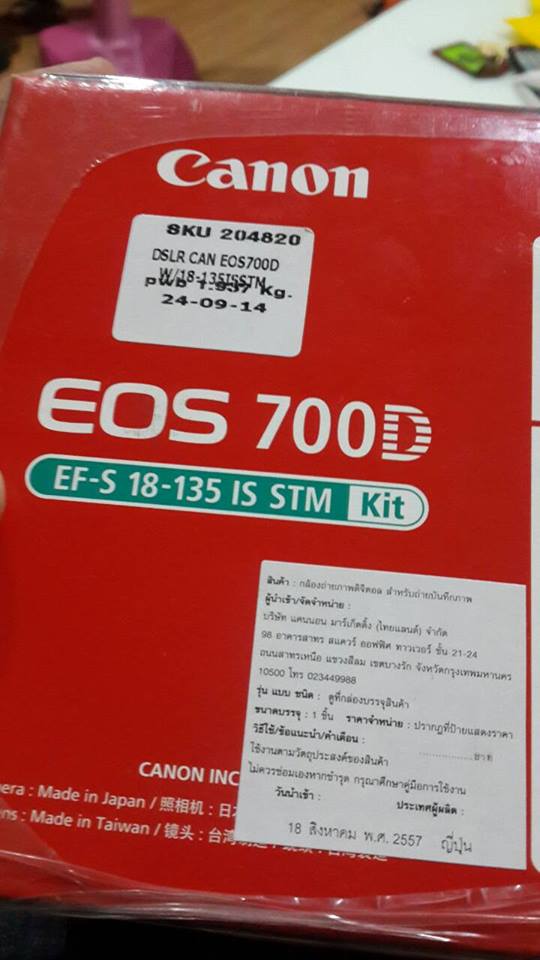 Canon
SKU 204820
DSLR CAN EOS700D
W/18-135ISSTM
pwb 1.937 Kg.
24-09-14
EOS 700D
EF-S 18-135 IS STM Kit
สินค้า : กล้องถ่ายภาพดิจิตอล สำหรับถ่ายบันทึกภาพ
ผู้นำเข้า/จัดจำหน่าย :
บริษัท แคนนอน มาร์เก็ตติ้ง (ไทยแลนด์) จำกัด
98 อาคารสาทร สแควร์ ออฟฟิศ ทาวเวอร์ ชั้น 21-24
ถนนสาทรเหนือ แขวงสีลม เขตบางรัก จังหวัดกรุงเทพมหานคร
10500 โทร 023449988
รุ่น แบบ ชนิด : ดูที่กล่องบรรจุสินค้า
ขนาดบรรจุ : 1 ชิ้น ราคาจำหน่าย : ปรากฏที่ป้ายแสดงราคา
วิธีใช้/ข้อแนะนำ/คำเตือน : ................บาท
ใช้งานตามวัตถุประสงค์ของสินค้า
ไม่ควรซ่อมเองหากชำรุด กรุณาศึกษาคู่มือการใช้งาน
วันนำเข้า : ประเทศผู้ผลิต :
18 สิงหาคม พ.ศ. 2557 ญี่ปุ่น
CANON INC
era : Made in Japan / 照相机 : 日
ns : Made in Taiwan / 镜头 : 台湾